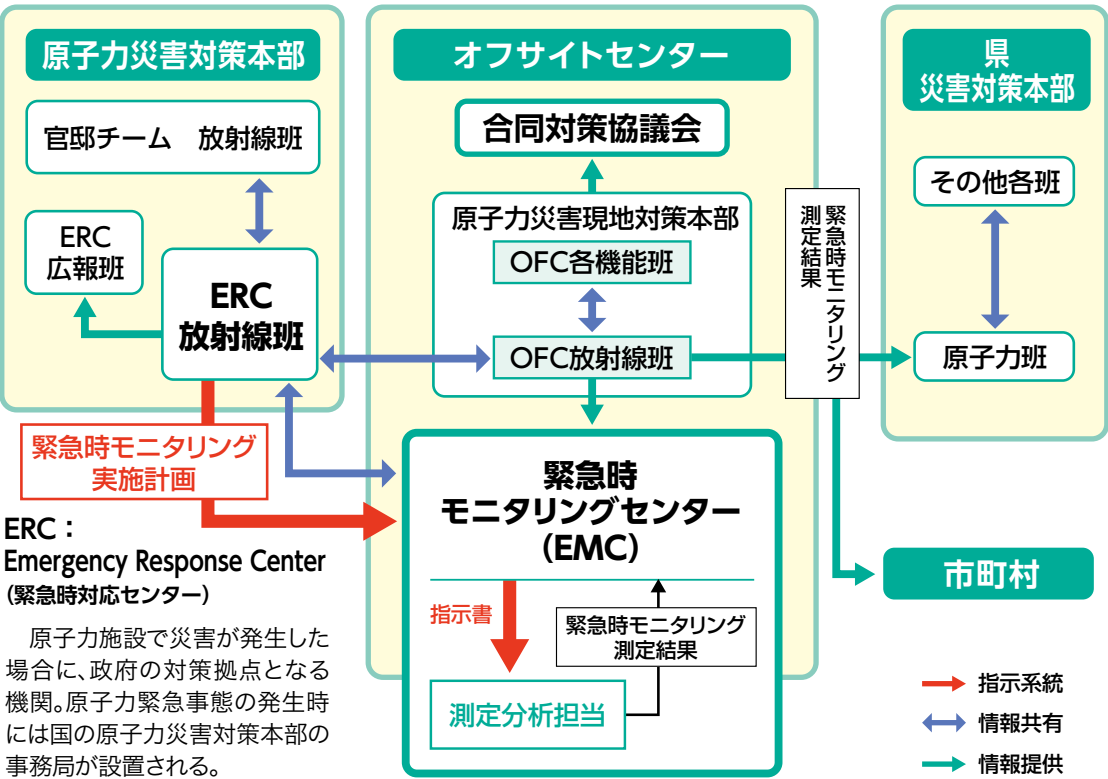 原子力災害対策本部
官邸チーム　放射線班
ERC
広報班
ERC
放射線班
緊急時モニタリング
実施計画
オフサイトセンター
合同対策協議会
原子力災害現地対策本部
OFC各機能班
OFC放射線班
緊急時モニタリング
測定結果
県
災害対策本部
その他各班
原子力班
緊急時
モニタリングセンター
(EMC)
指示書
緊急時モニタリング
測定結果
測定分析担当
市町村
ERC：
Emergency Response Center
(緊急時対応センター)
　原子力施設で災害が発生した
場合に、政府の対策拠点となる
機関。原子力緊急事態の発生時
には国の原子力災害対策本部の
事務局が設置される。
指示系統
情報共有
情報提供